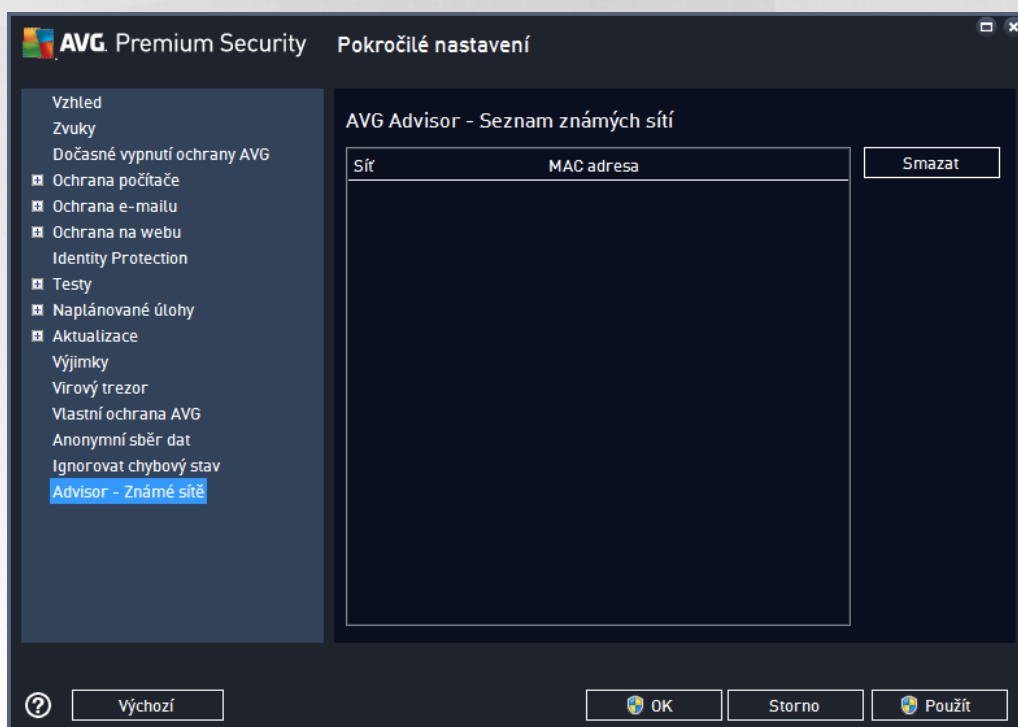 AVG. Premium Security Pokročilé nastavení
Vzhled
Zvuky
Dočasné vypnutí ochrany AVG
Ochrana počítače
Ochrana e-mailu
Ochrana na webu
Identity Protection
Testy
Naplánované úlohy
Aktualizace
Výjimky
Virový trezor
Vlastní ochrana AVG
Anonymní sběr dat
Ignorovat chybový stav
Advisor - Známé sítě
AVG Advisor - Seznam známých sítí
Síť MAC adresa
Smazat
? Výchozí OK Storno Použít